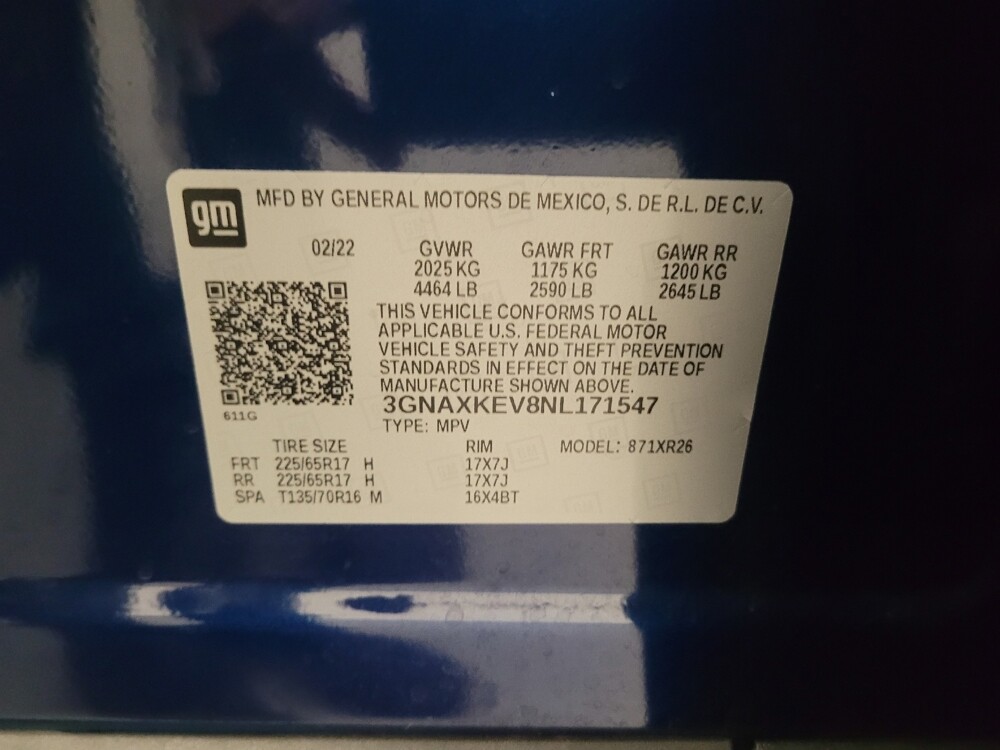 gm
MFD BY GENERAL MOTORS DE MEXICO, S. DE R.L. DE C.V.
02/22 GVWR GAWR FRT GAWR RR
2025 KG 1175 KG 1200 KG
4464 LB 2590 LB 2645 LB
THIS VEHICLE CONFORMS TO ALL
APPLICABLE U.S. FEDERAL MOTOR
VEHICLE SAFETY AND THEFT PREVENTION
STANDARDS IN EFFECT ON THE DATE OF
MANUFACTURE SHOWN ABOVE.
611G
3GNAXKEV8NL171547
TYPE: MPV
TIRE SIZE RIM MODEL: 871XR26
FRT 225/65R17 H 17X7J
RR 225/65R17 H 17X7J
SPA T135/70R16 M 16X4BT